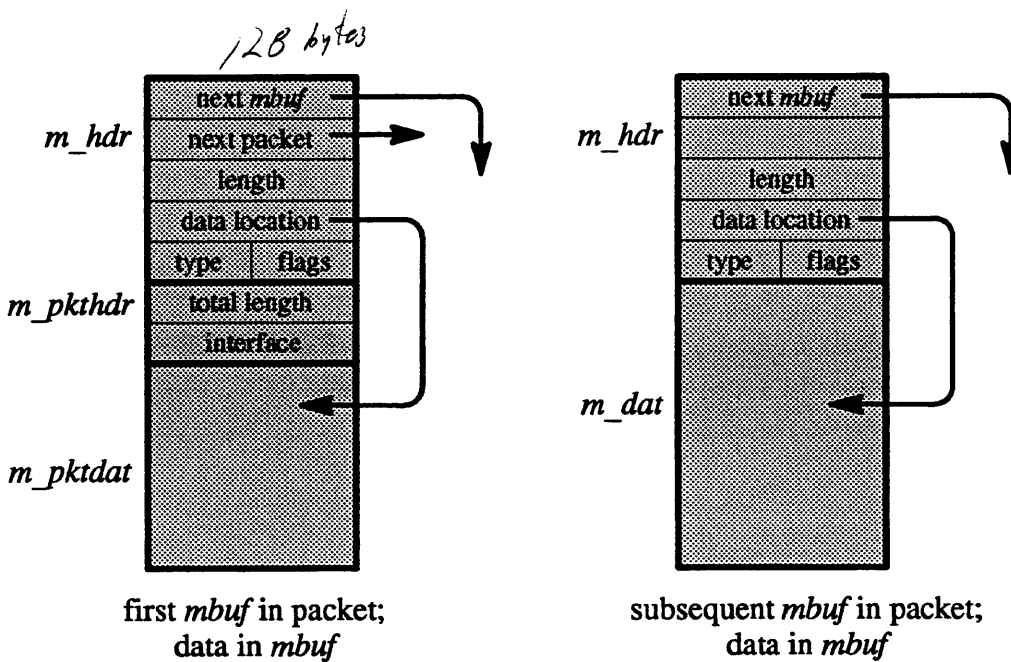 128 bytes
m_hdr
next mbuf
next packet
length
data location
type flags
m_pkthdr
total length
interface
m_pktdat
first mbuf in packet;
data in mbuf
m_hdr
next mbuf
length
data location
type flags
m_dat
subsequent mbuf in packet;
data in mbuf